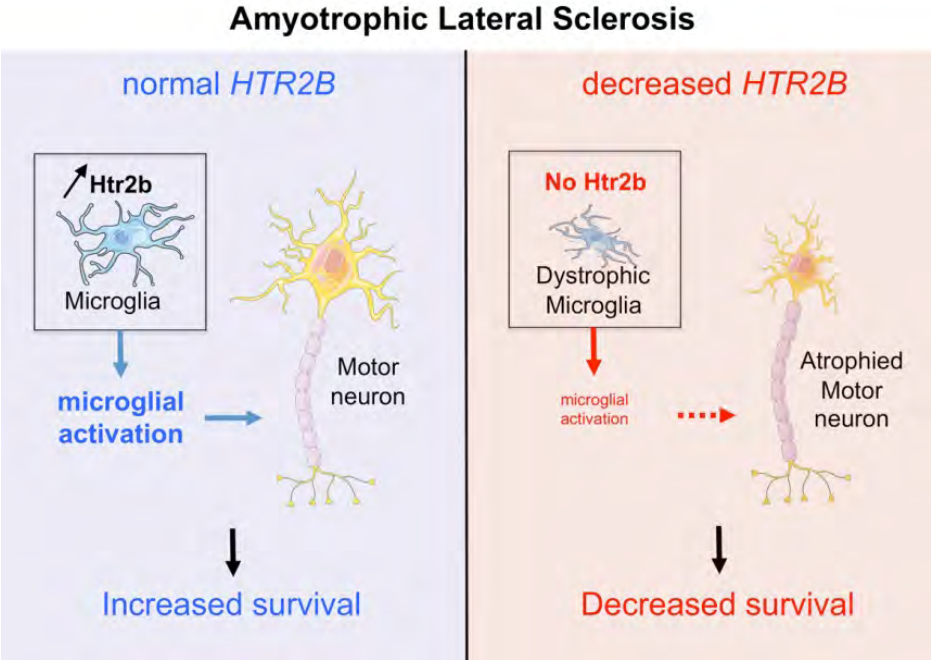 Amyotrophic Lateral Sclerosis
normal HTR2B
Htr2b
Microglia
microglial
activation
Motor
neuron
Increased survival
decreased HTR2B
No Htr2b
Dystrophic
Microglia
microglial
activation
Atrophied
Motor
neuron
Decreased survival